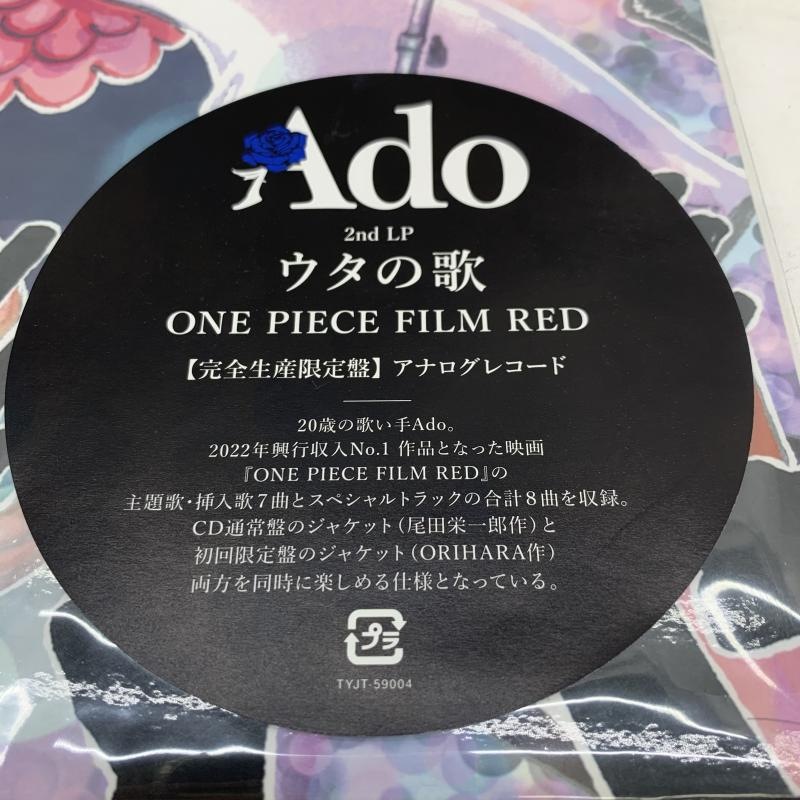 Ado
2nd LP
ウタの歌
ONE PIECE FILM RED
【完全生産限定盤】アナログレコード
20歳の歌い手Ado。
2022年興行収入No.1 作品となった映画
『ONE PIECE FILM RED』の
主題歌・挿入歌7曲とスペシャルトラックの合計8曲を収録。
CD通常盤のジャケット（尾田栄一郎作）と
初回限定盤のジャケット（ORIHARA作）
両方を同時に楽しめる仕様となっている。
プラ
TYJT-59004